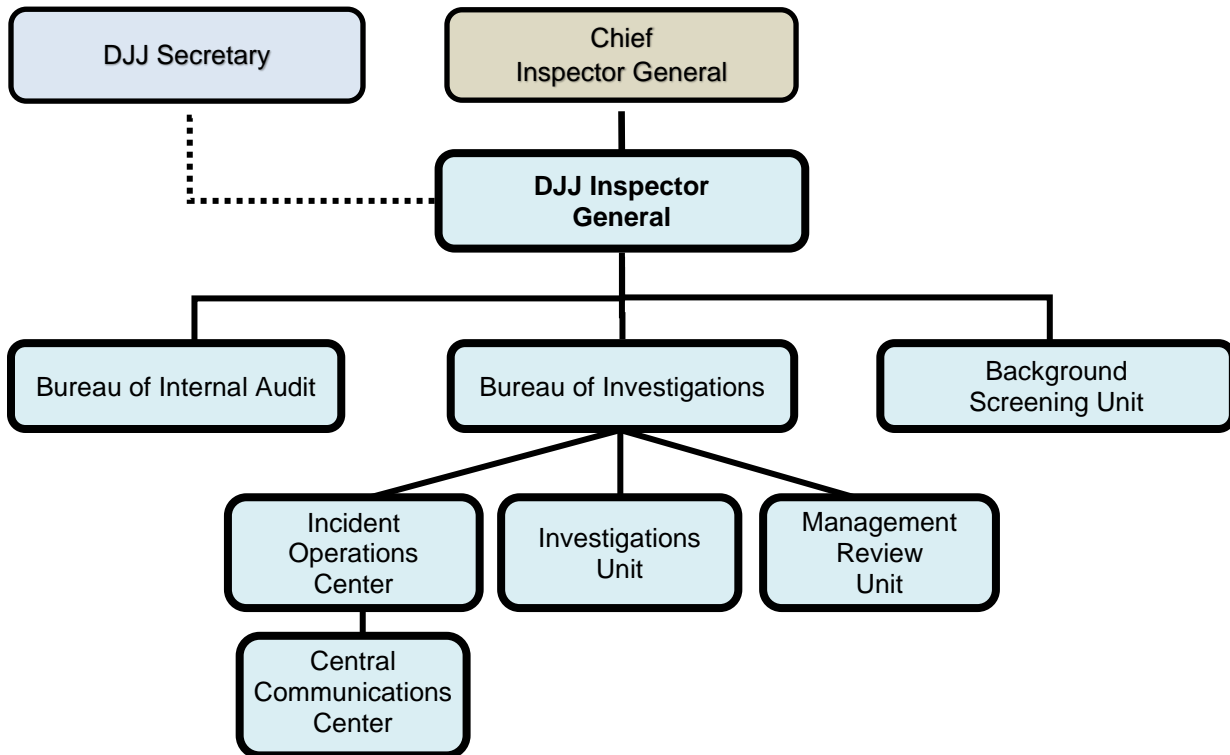 DJJ Secretary
Chief
Inspector General
DJJ Inspector
General
Bureau of Internal Audit
Bureau of Investigations
Background
Screening Unit
Incident
Operations
Center
Investigations
Unit
Management
Review
Unit
Central
Communications
Center